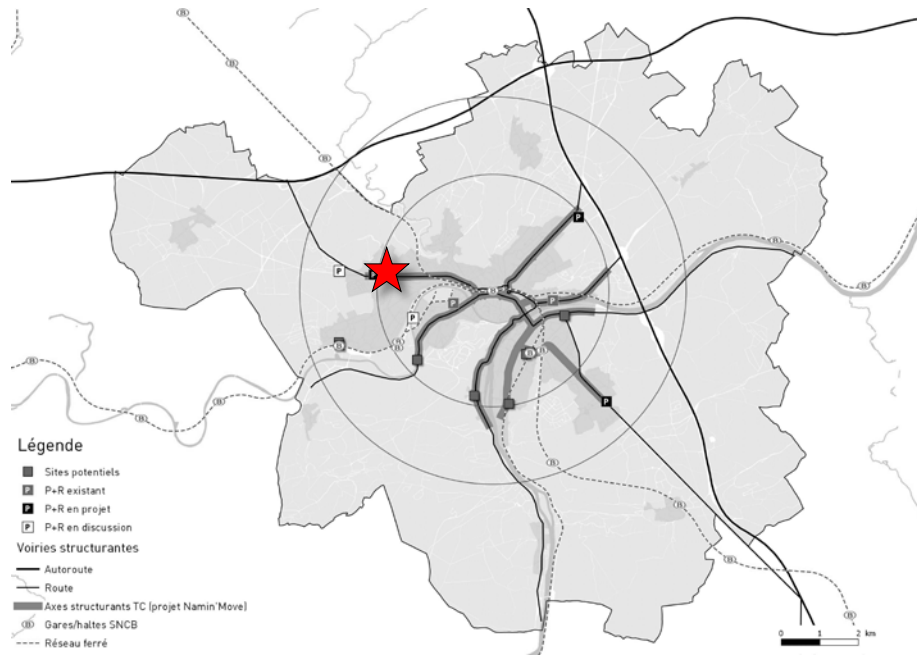 B
B
B
B
P
B
B
P
P
P
B
P
P
B
B
P
B
B
B
B
B
B
P
B
B
B
B
Légende
Sites potentiels
P P+R existant
P P+R en projet
P P+R en discussion
Voiries structurantes
Autoroute
Route
Axes structurants TC (projet Namin'Move)
B Gares/haltes SNCB
Réseau ferré
0 1 2 km